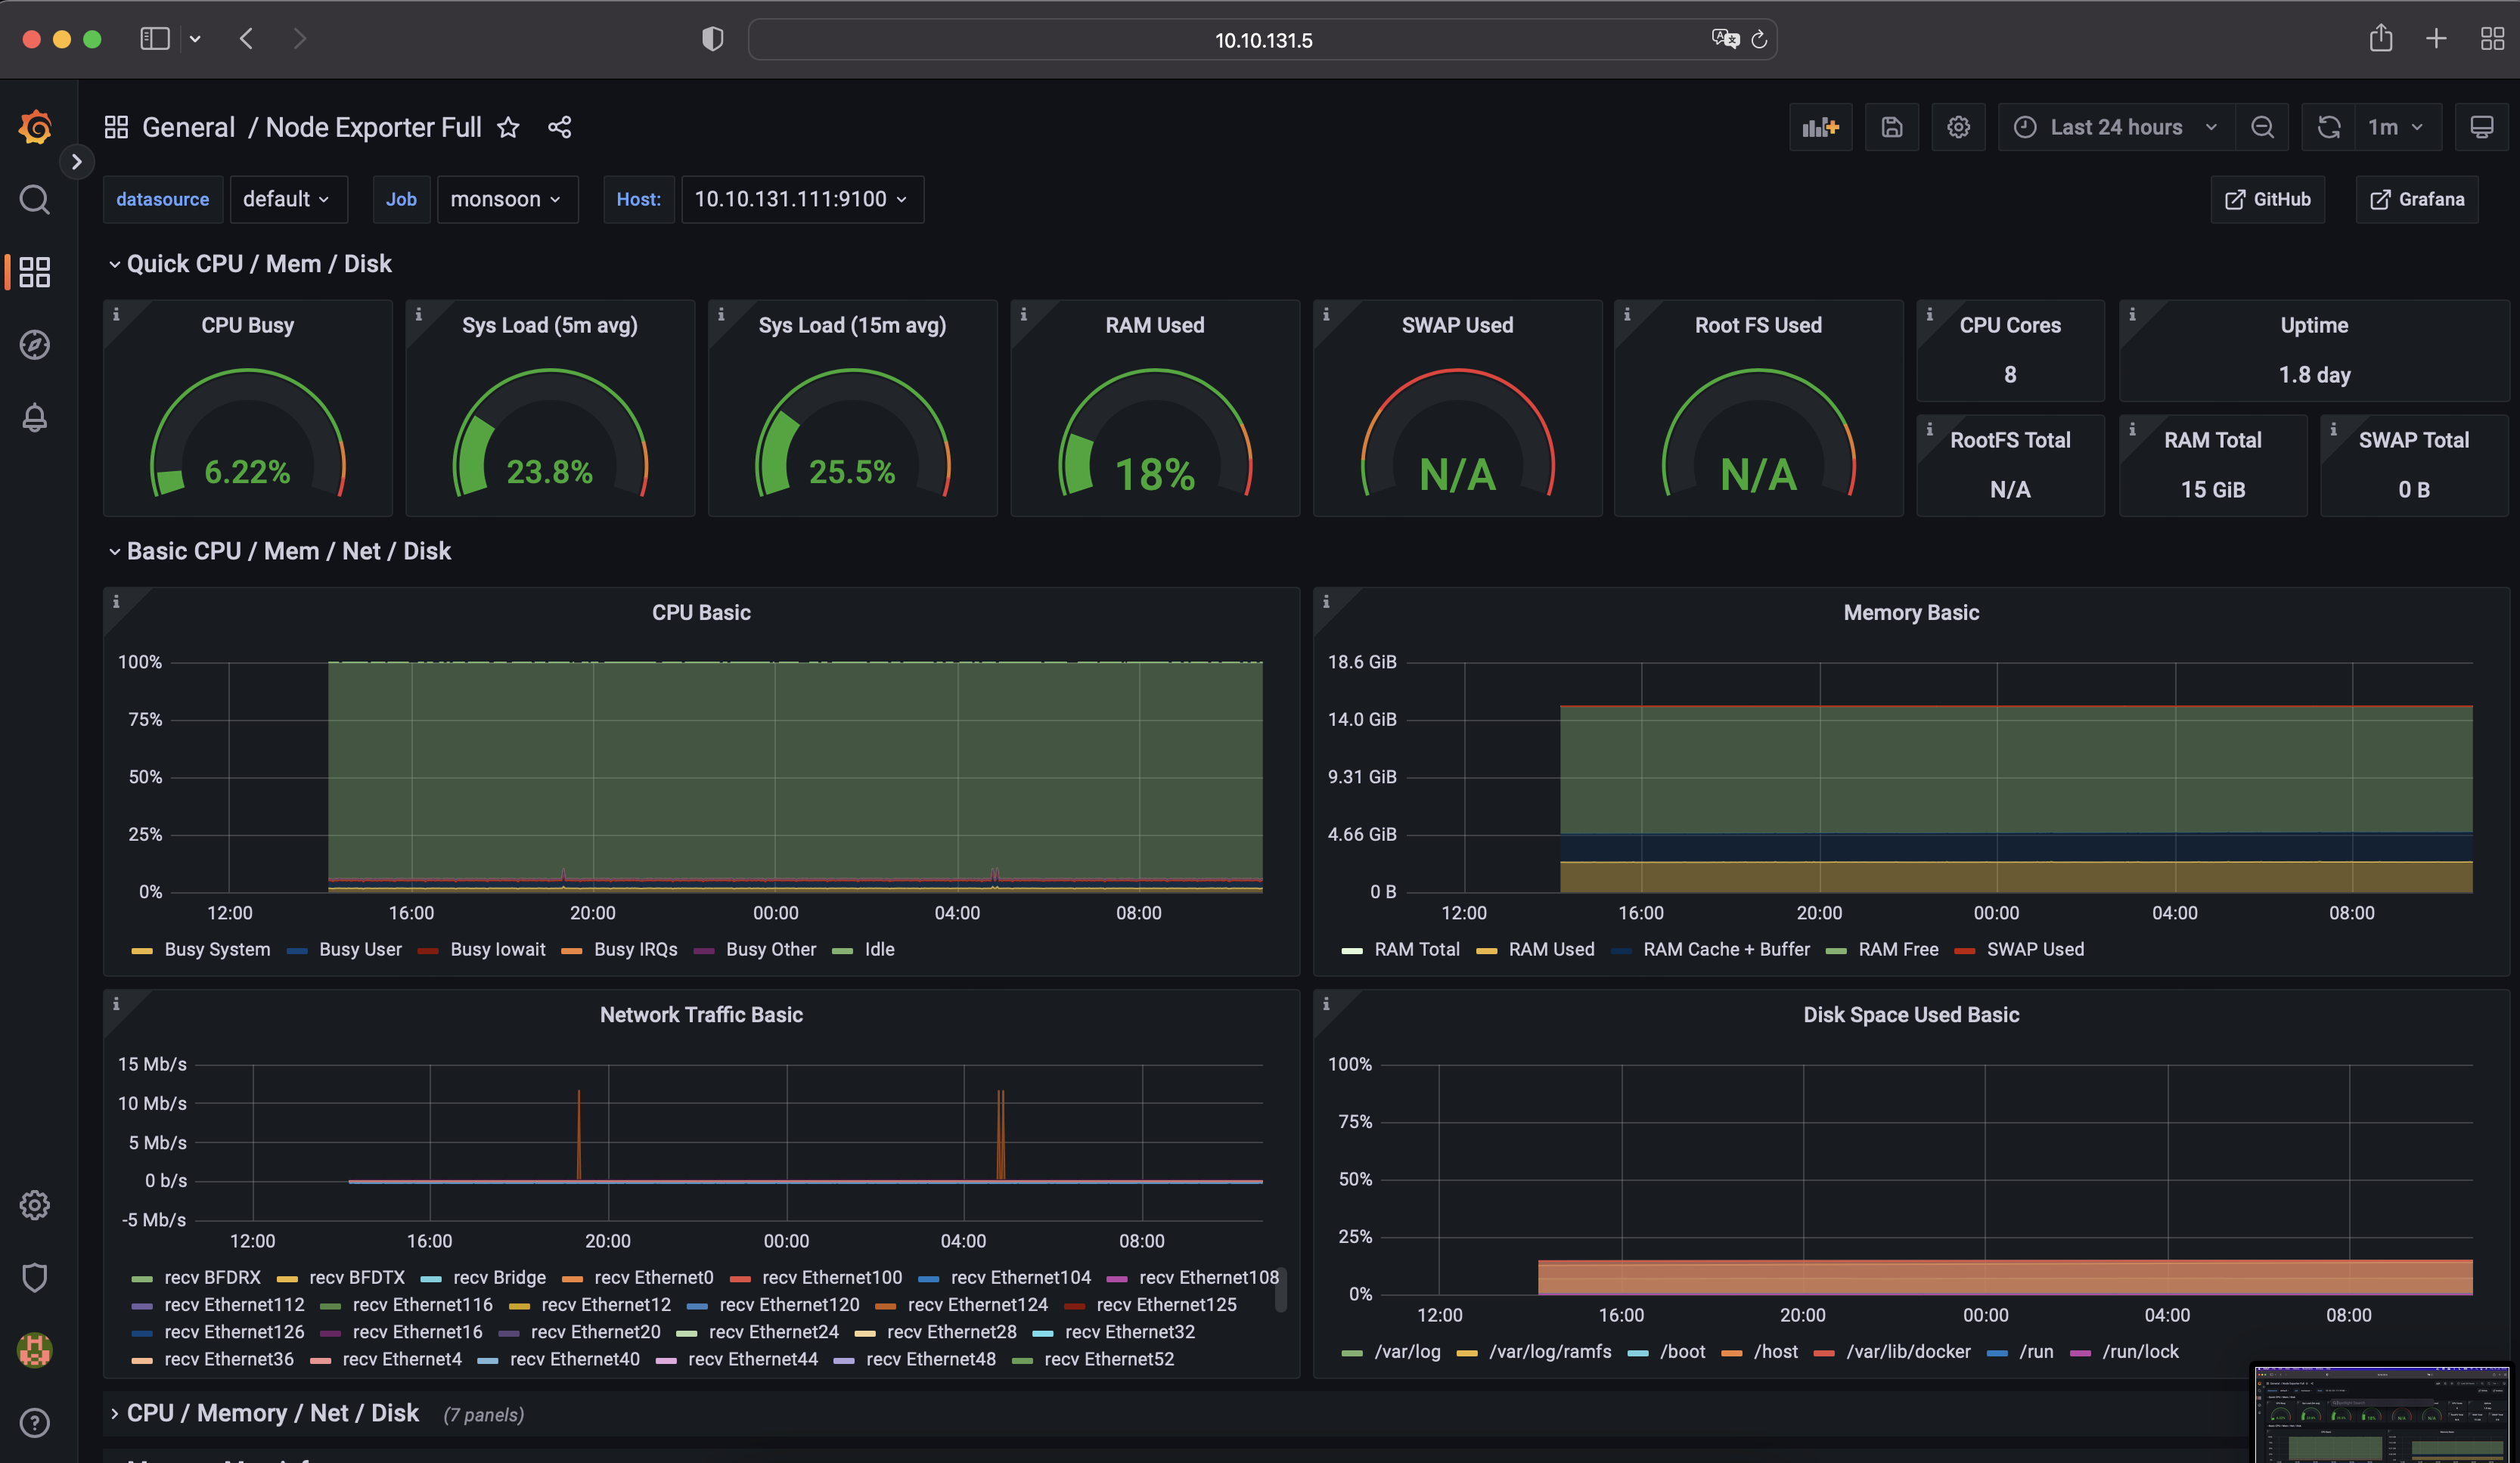 10.10.131.5
General / Node Exporter Full
Last 24 hours
1m
datasource default Job monsoon Host: 10.10.131.111:9100 GitHub Grafana
Quick CPU / Mem / Disk
CPU Busy
6.22%
Sys Load (5m avg)
23.8%
Sys Load (15m avg)
25.5%
RAM Used
18%
SWAP Used
N/A
Root FS Used
N/A
CPU Cores
8
Uptime
1.8 day
RootFS Total
N/A
RAM Total
15 GiB
SWAP Total
0 B
Basic CPU / Mem / Net / Disk
CPU Basic
100%
75%
50%
25%
0%
12:00 16:00 20:00 00:00 04:00 08:00
Busy System Busy User Busy Iowait Busy IRQs Busy Other Idle
Memory Basic
18.6 GiB
14.0 GiB
9.31 GiB
4.66 GiB
0 B
12:00 16:00 20:00 00:00 04:00 08:00
RAM Total RAM Used RAM Cache + Buffer RAM Free SWAP Used
Network Traffic Basic
15 Mb/s
10 Mb/s
5 Mb/s
0 b/s
-5 Mb/s
12:00 16:00 20:00 00:00 04:00 08:00
recv BFDRX recv BFDTX recv Bridge recv Ethernet0 recv Ethernet100 recv Ethernet104 recv Ethernet108
recv Ethernet112 recv Ethernet116 recv Ethernet12 recv Ethernet120 recv Ethernet124 recv Ethernet125
recv Ethernet126 recv Ethernet16 recv Ethernet20 recv Ethernet24 recv Ethernet28 recv Ethernet32
recv Ethernet36 recv Ethernet4 recv Ethernet40 recv Ethernet44 recv Ethernet48 recv Ethernet52
Disk Space Used Basic
100%
75%
50%
25%
0%
12:00 16:00 20:00 00:00 04:00 08:00
/var/log /var/log/ramfs /boot /host /var/lib/docker /run /run/lock
CPU / Memory / Net / Disk (7 panels)